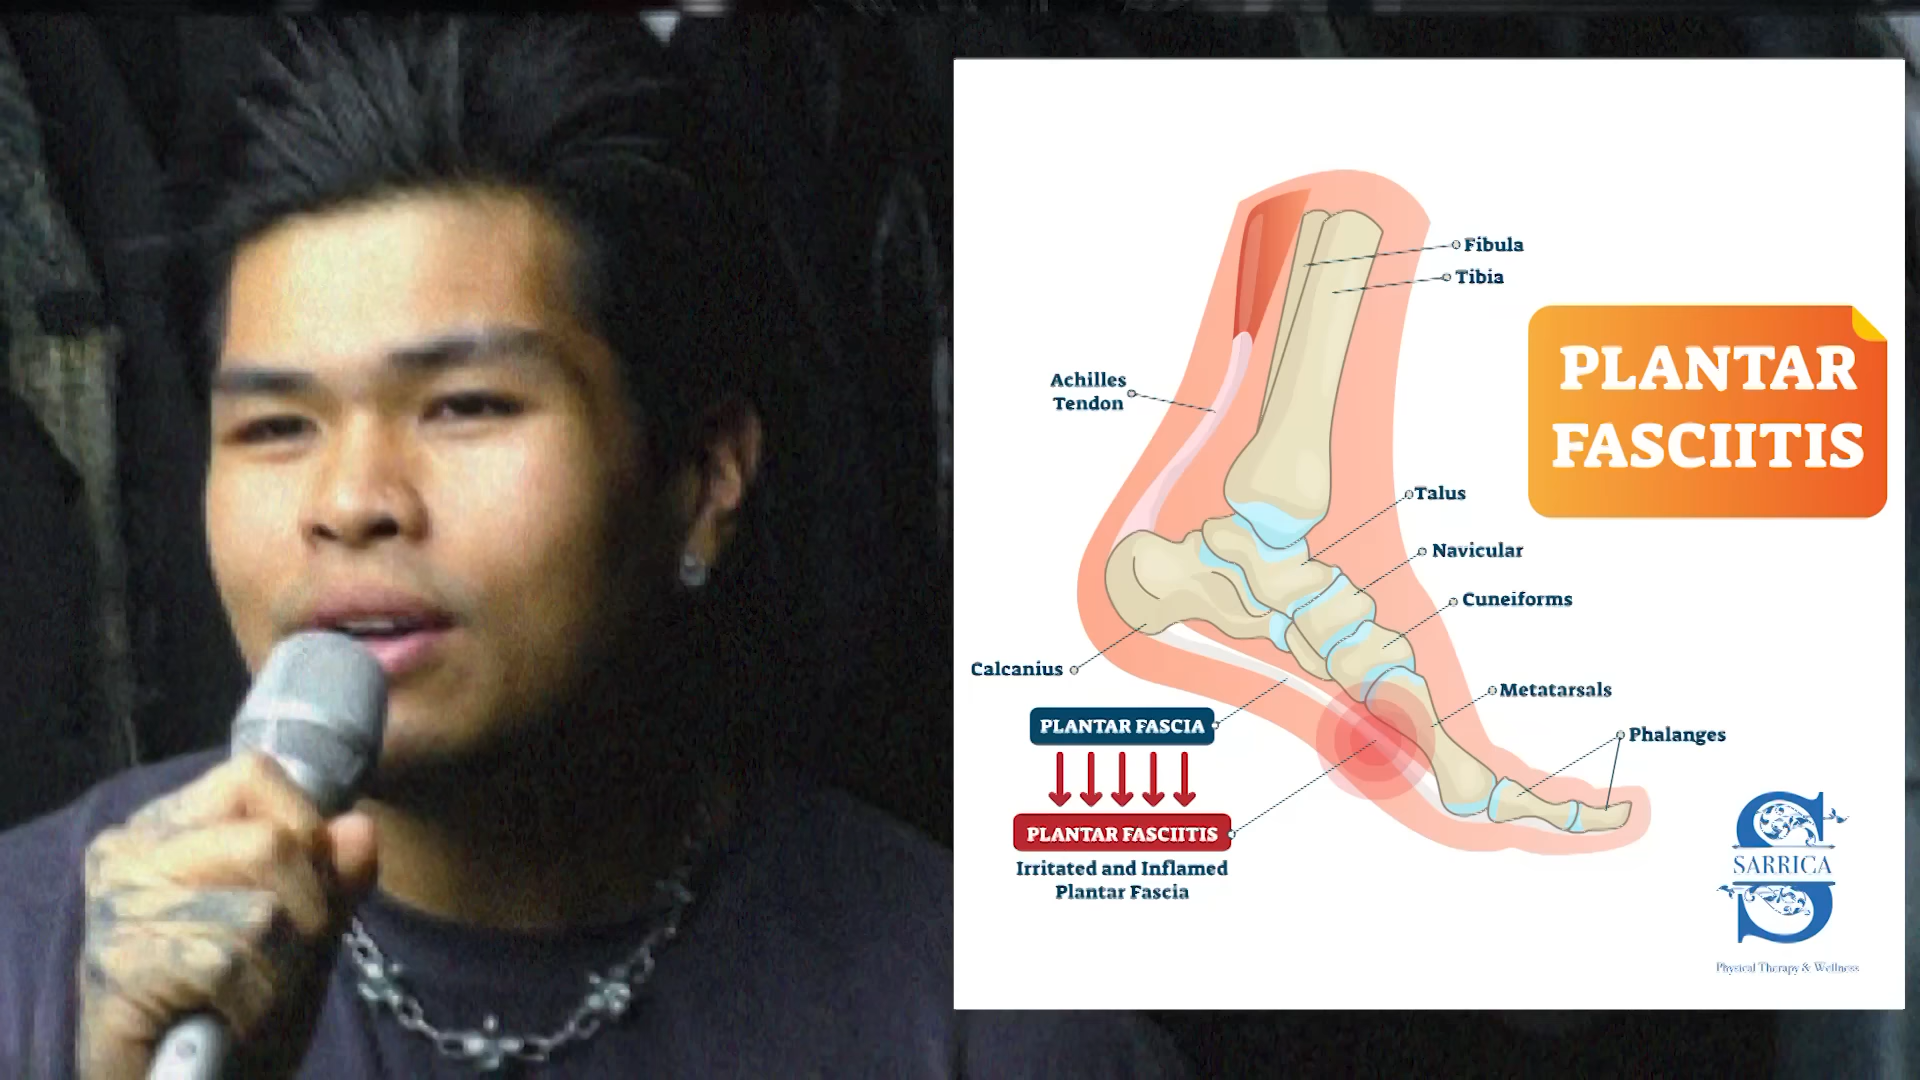 Fibula
Tibia
PLANTAR
FASCIITIS
Achilles
Tendon
Talus
Navicular
Cuneiforms
Calcanius
Metatarsals
PLANTAR FASCIA
Phalanges
PLANTAR FASCIITIS
Irritated and Inflamed
Plantar Fascia
SARRICA
Physical Therapy & Wellness